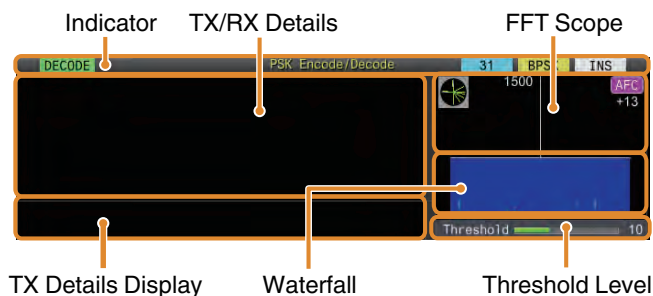 Indicator TX/RX Details FFT Scope
DECODE PSK Encode/Decode 31 BPSK INS
1500 AFC
+13
Threshold 10
TX Details Display Waterfall Threshold Level